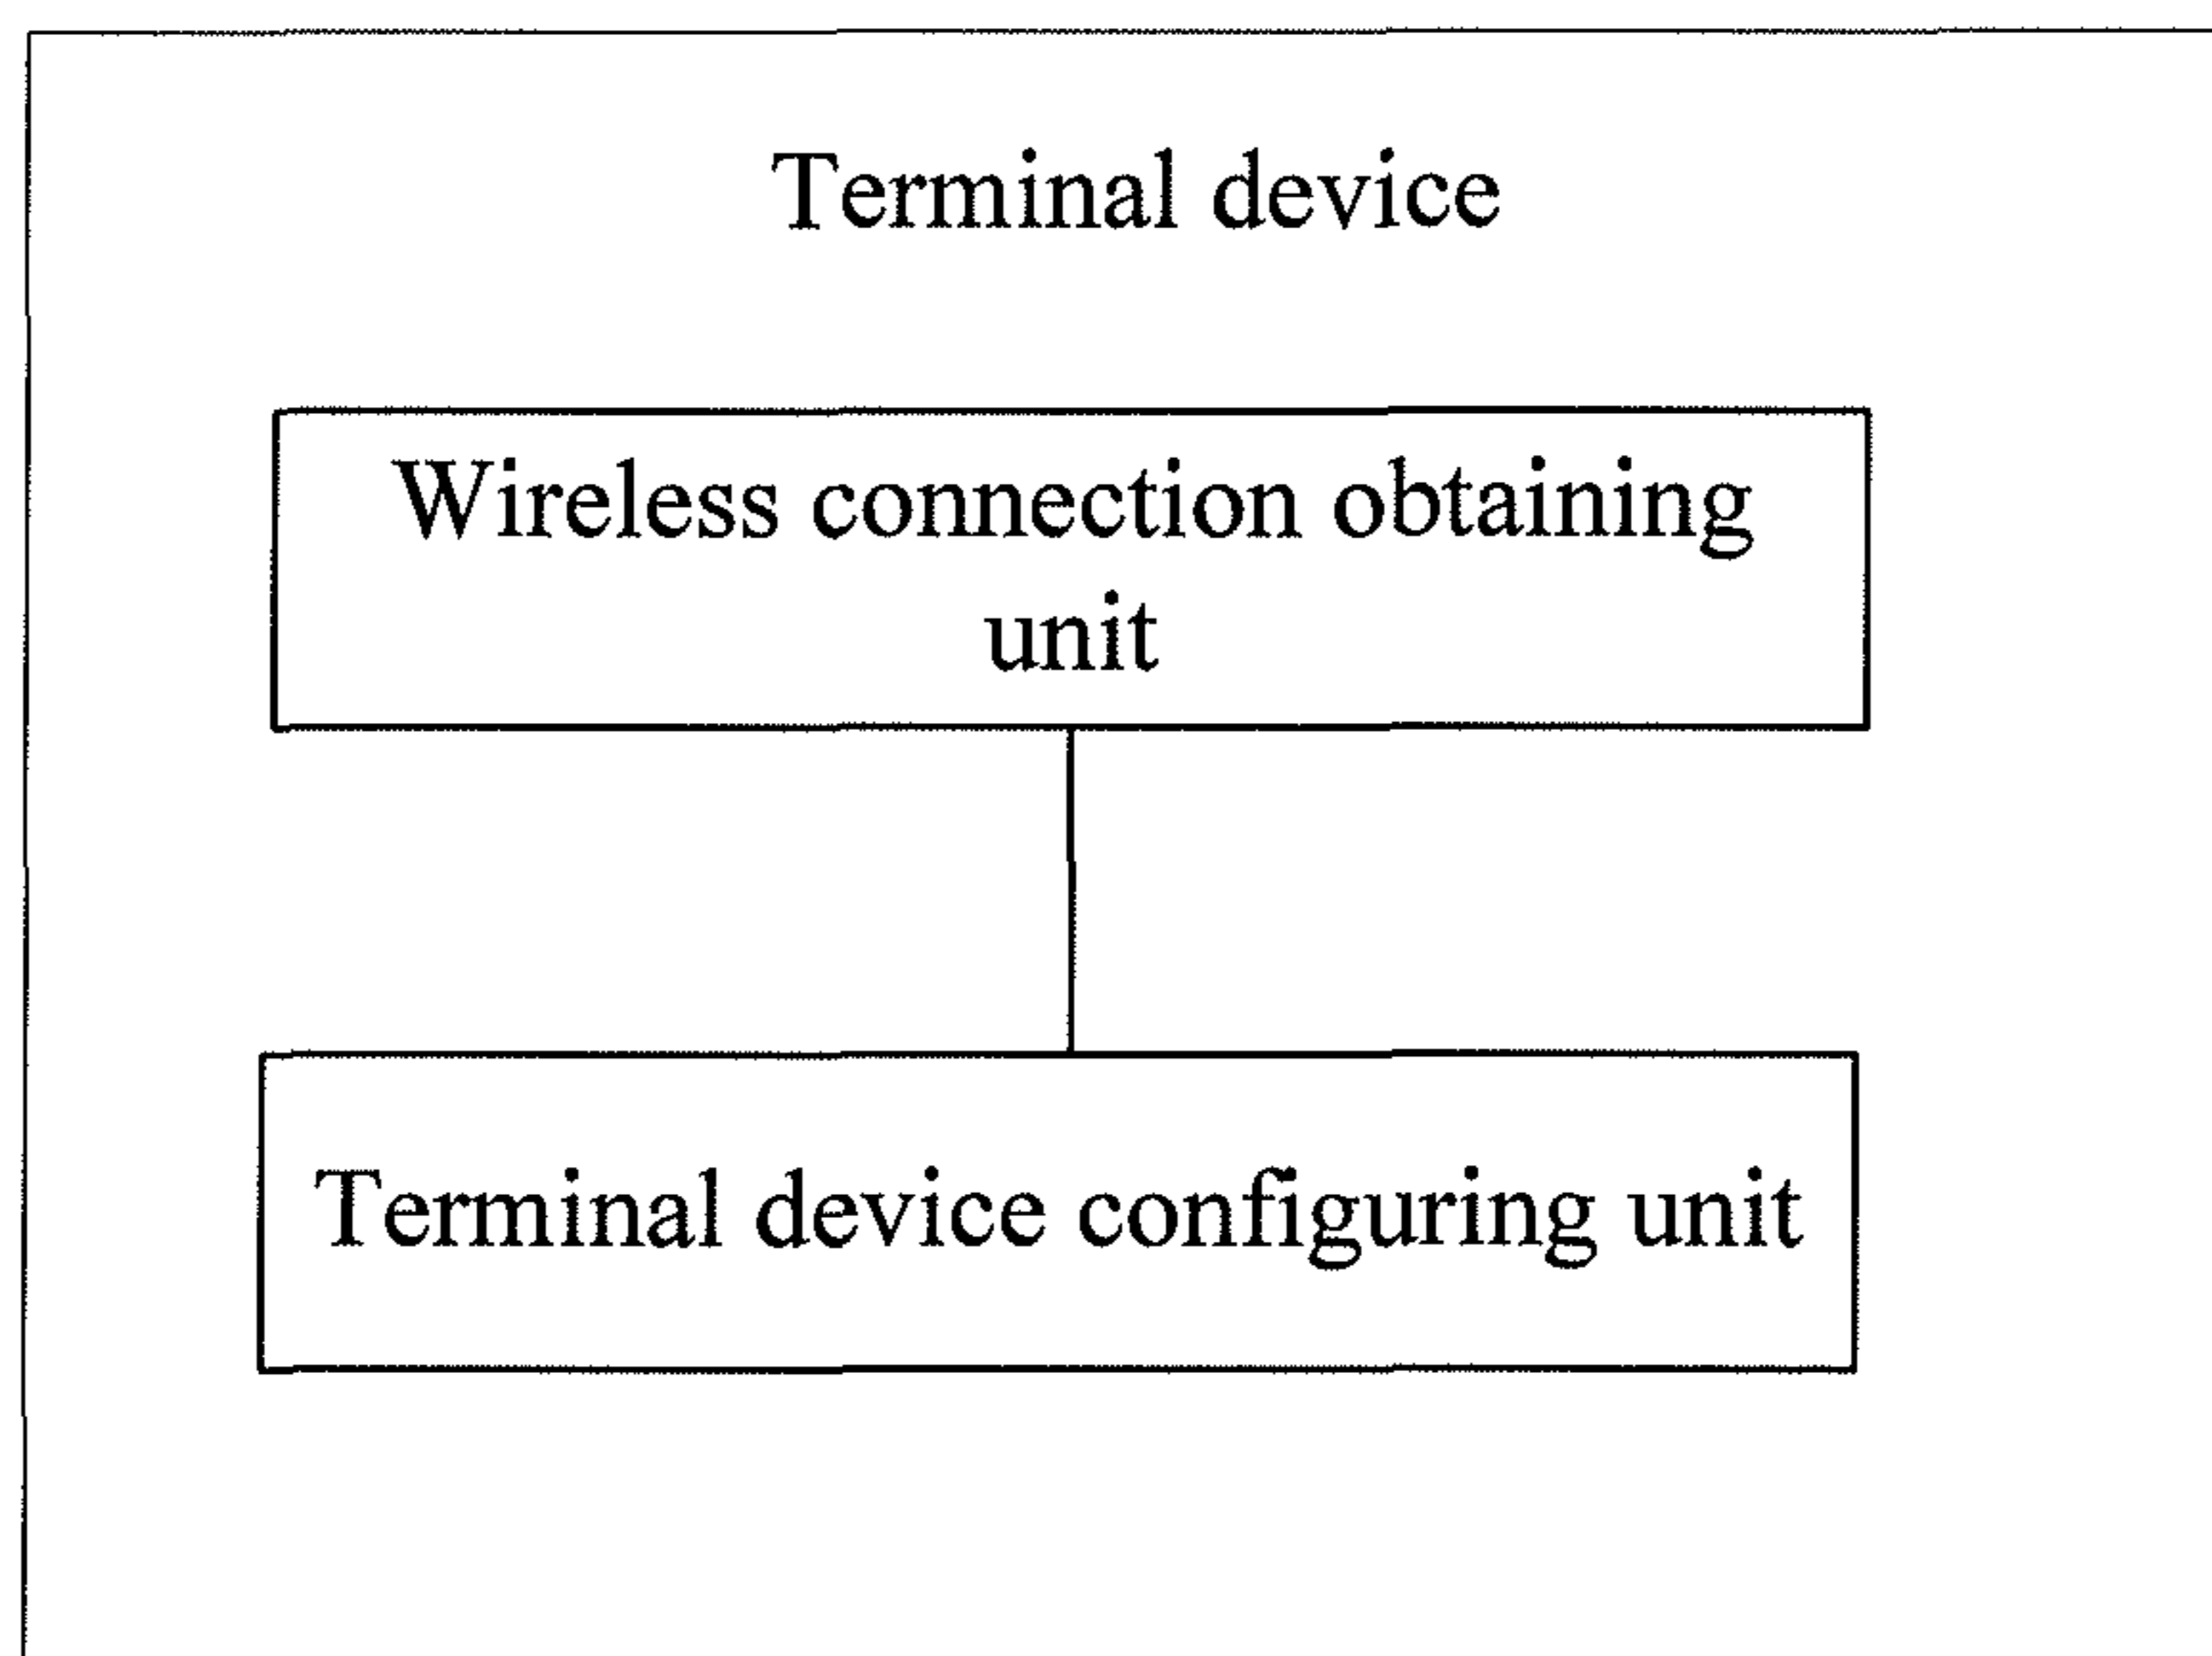 Terminal device
Wireless connection obtaining
unit
Terminal device configuring unit